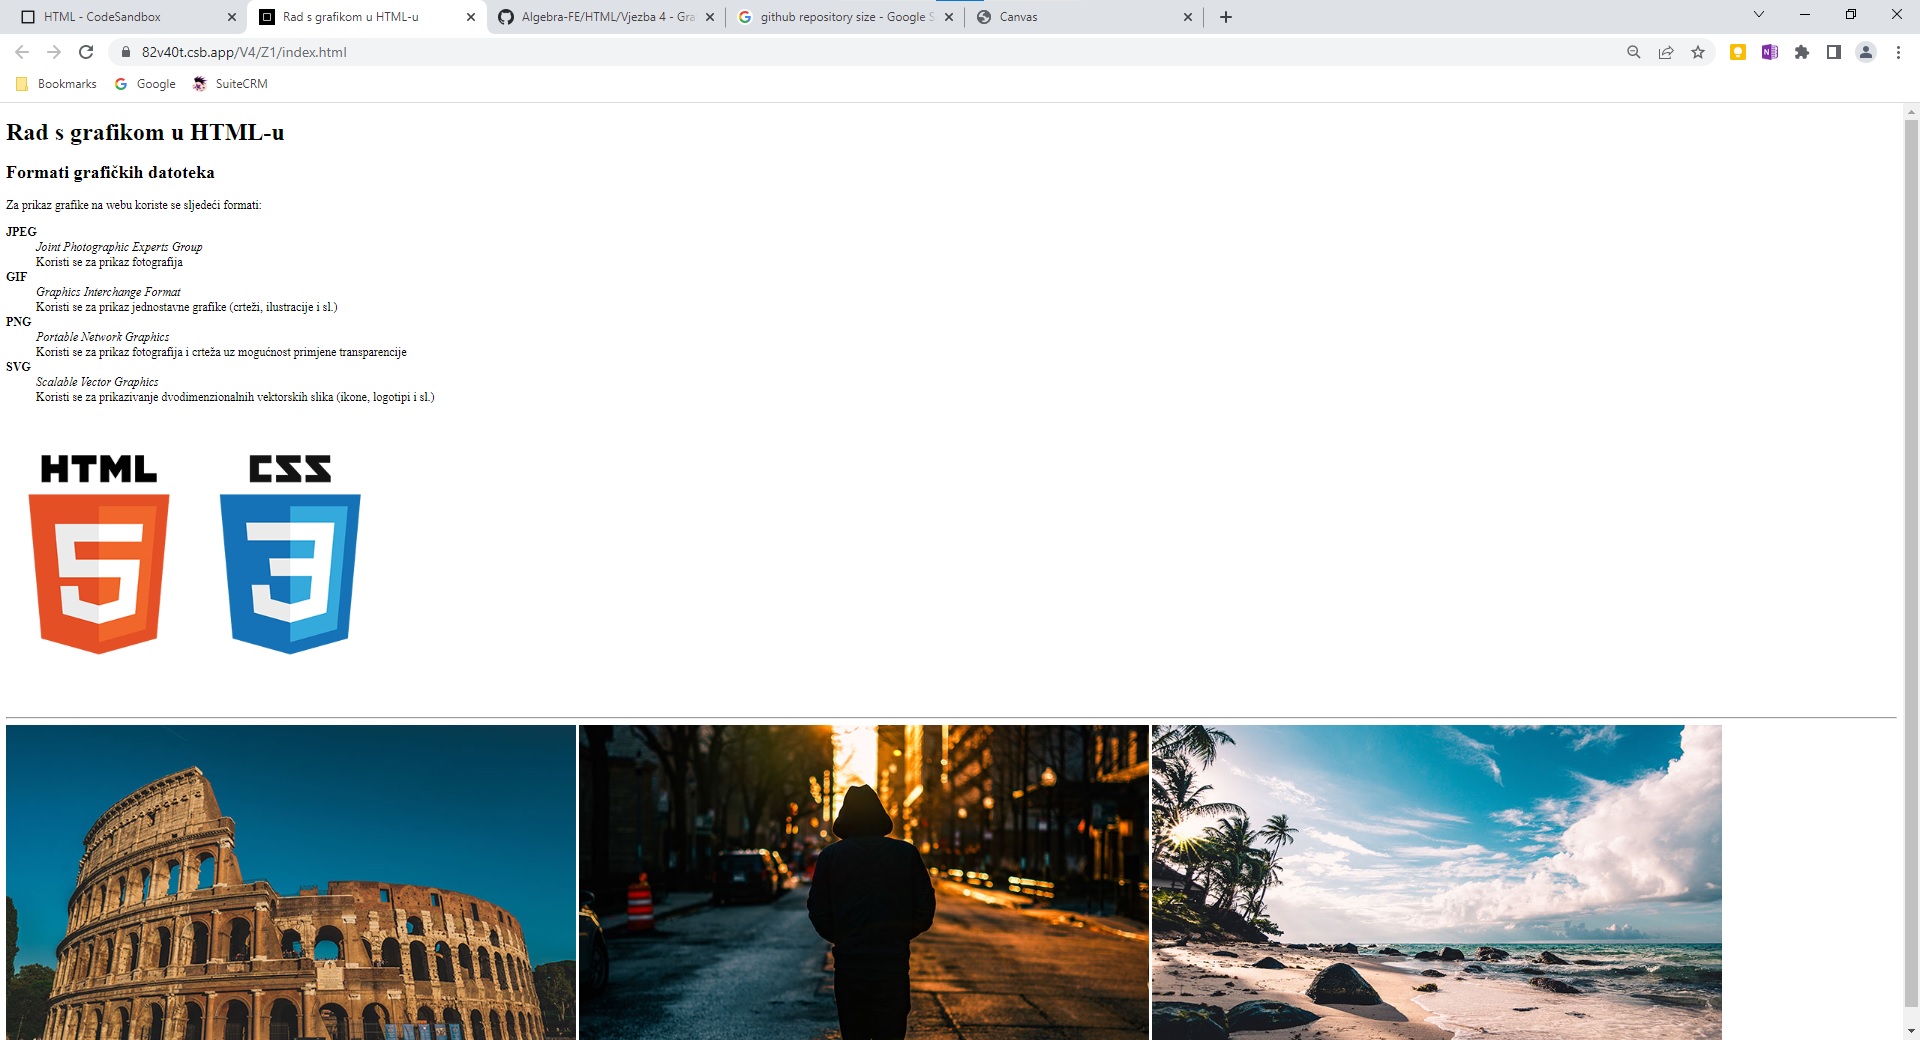 HTML - CodeSandbox
Rad s grafikom u HTML-u
Algebra-FE/HTML/Vjezba 4 - Gra
github repository size - Google S
Canvas
82v40t.csb.app/V4/Z1/index.html
Bookmarks
Google
SuiteCRM
Rad s grafikom u HTML-u
Formati grafičkih datoteka
Za prikaz grafike na webu koriste se sljedeći formati:
JPEG
Joint Photographic Experts Group
Koristi se za prikaz fotografija
GIF
Graphics Interchange Format
Koristi se za prikaz jednostavne grafike (crteži, ilustracije i sl.)
PNG
Portable Network Graphics
Koristi se za prikaz fotografija i crteža uz mogućnost primjene transparencije
SVG
Scalable Vector Graphics
Koristi se za prikazivanje dvodimenzionalnih vektorskih slika (ikone, logotipi i sl.)
HTML CSS
5 3